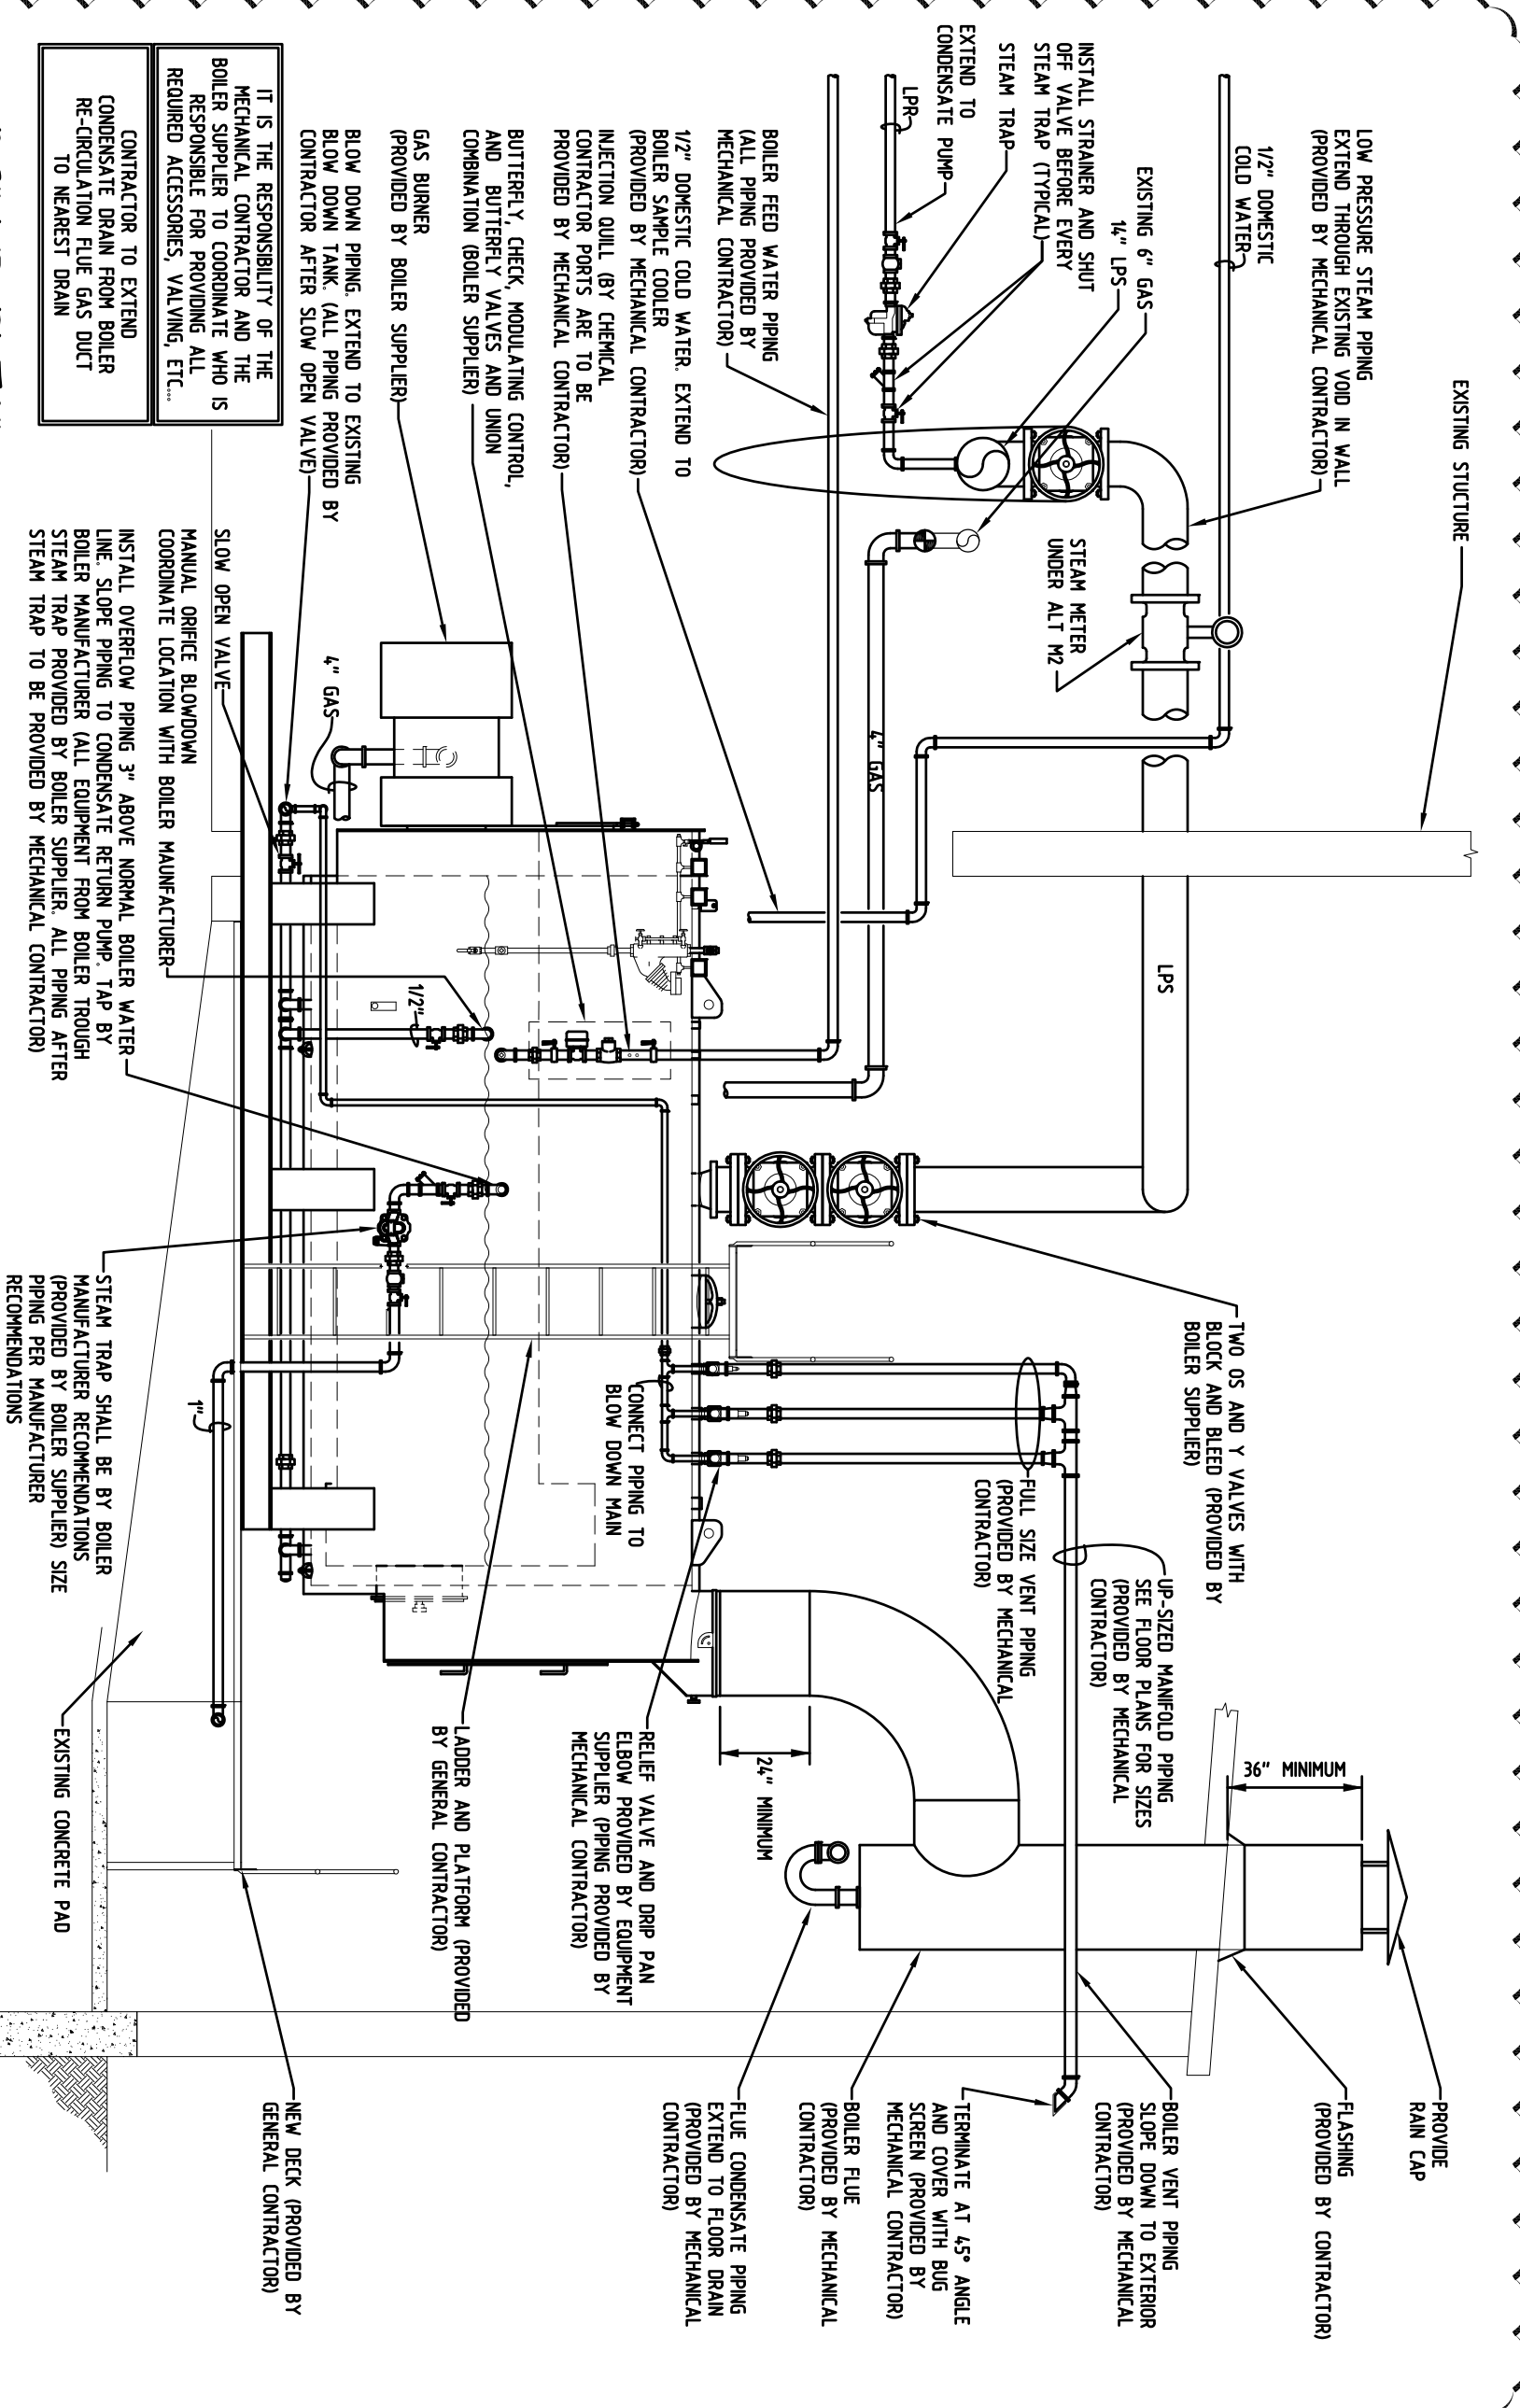 EXISTING STUCTURE
LOW PRESSURE STEAM PIPING
EXTEND THROUGH EXISTING VOID IN WALL
(PROVIDED BY MECHANICAL CONTRACTOR)
1/2" DOMESTIC
COLD WATER
EXISTING 6" GAS
14" LPS
INSTALL STRAINER AND SHUT
OFF VALVE BEFORE EVERY
STEAM TRAP (TYPICAL)
STEAM TRAP
EXTEND TO
CONDENSATE PUMP
LPR
STEAM METER
UNDER ALT M2
LPS
4" GAS
BOILER FEED WATER PIPING
(ALL PIPING PROVIDED BY
MECHANICAL CONTRACTOR)
1/2" DOMESTIC COLD WATER. EXTEND TO
BOILER SAMPLE COOLER
(PROVIDED BY MECHANICAL CONTRACTOR)
INJECTION QUILL (BY CHEMICAL
CONTRACTOR PORTS ARE TO BE
PROVIDED BY MECHANICAL CONTRACTOR)
BUTTERFLY, CHECK, MODULATING CONTROL,
AND BUTTERFLY VALVES AND UNION
COMBINATION (BOILER SUPPLIER)
GAS BURNER
(PROVIDED BY BOILER SUPPLIER)
BLOW DOWN PIPING. EXTEND TO EXISTING
BLOW DOWN TANK. (ALL PIPING PROVIDED BY
CONTRACTOR AFTER SLOW OPEN VALVE)
IT IS THE RESPONSIBILITY OF THE
MECHANICAL CONTRACTOR AND THE
BOILER SUPPLIER TO COORDINATE WHO IS
RESPONSIBLE FOR PROVIDING ALL
REQUIRED ACCESSORIES, VALVING, ETC...
CONTRACTOR TO EXTEND
CONDENSATE DRAIN FROM BOILER
RE-CIRCULATION FLUE GAS DUCT
TO NEAREST DRAIN
4" GAS
SLOW OPEN VALVE
MANUAL ORIFICE BLOWDOWN
COORDINATE LOCATION WITH BOILER MAUNFACTURER
INSTALL OVERFLOW PIPING 3" ABOVE NORMAL BOILER WATER
LINE. SLOPE PIPING TO CONDENSATE RETURN PUMP. TAP BY
BOILER MANUFACTURER (ALL EQUIPMENT FROM BOILER TROUGH
STEAM TRAP PROVIDED BY BOILER SUPPLIER. ALL PIPING AFTER
STEAM TRAP TO BE PROVIDED BY MECHANICAL CONTRACTOR)
1/2"
TWO OS AND Y VALVES WITH
BLOCK AND BLEED (PROVIDED BY
BOILER SUPPLIER)
UP-SIZED MANIFOLD PIPING
SEE FLOOR PLANS FOR SIZES
(PROVIDED BY MECHANICAL
CONTRACTOR)
FULL SIZE VENT PIPING
(PROVIDED BY MECHANICAL
CONTRACTOR)
CONNECT PIPING TO
BLOW DOWN MAIN
RELIEF VALVE AND DRIP PAN
ELBOW PROVIDED BY EQUIPMENT
SUPPLIER (PIPING PROVIDED BY
MECHANICAL CONTRACTOR)
LADDER AND PLATFORM (PROVIDED
BY GENERAL CONTRACTOR)
1"
STEAM TRAP SHALL BE BY BOILER
MANUFACTURER RECOMMENDATIONS
(PROVIDED BY BOILER SUPPLIER) SIZE
PIPING PER MANUFACTURER
RECOMMENDATIONS
EXISTING CONCRETE PAD
36" MINIMUM
24" MINIMUM
PROVIDE
RAIN CAP
FLASHING
(PROVIDED BY CONTRACTOR)
BOILER VENT PIPING
SLOPE DOWN TO EXTERIOR
(PROVIDED BY MECHANICAL
CONTRACTOR)
TERMINATE AT 45° ANGLE
AND COVER WITH BUG
SCREEN (PROVIDED BY
MECHANICAL CONTRACTOR)
BOILER FLUE
(PROVIDED BY MECHANICAL
CONTRACTOR)
FLUE CONDENSATE PIPING
EXTEND TO FLOOR DRAIN
(PROVIDED BY MECHANICAL
CONTRACTOR)
NEW DECK (PROVIDED BY
GENERAL CONTRACTOR)